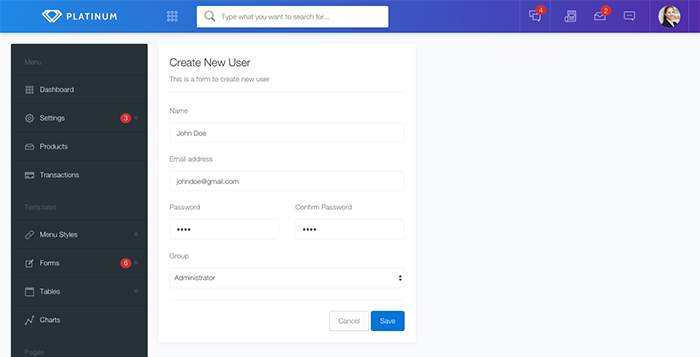 PLATINUM
Type what you want to search for...
4
2
Menu
Dashboard
Settings 3
Products
Transactions
Templates
Menu Styles
Forms 6
Tables
Charts
Pages
Create New User
This is a form to create new user
Name
John Doe
Email address
johndoe@gmail.com
Password Confirm Password
•••• ••••
Group
Administrator
Cancel Save